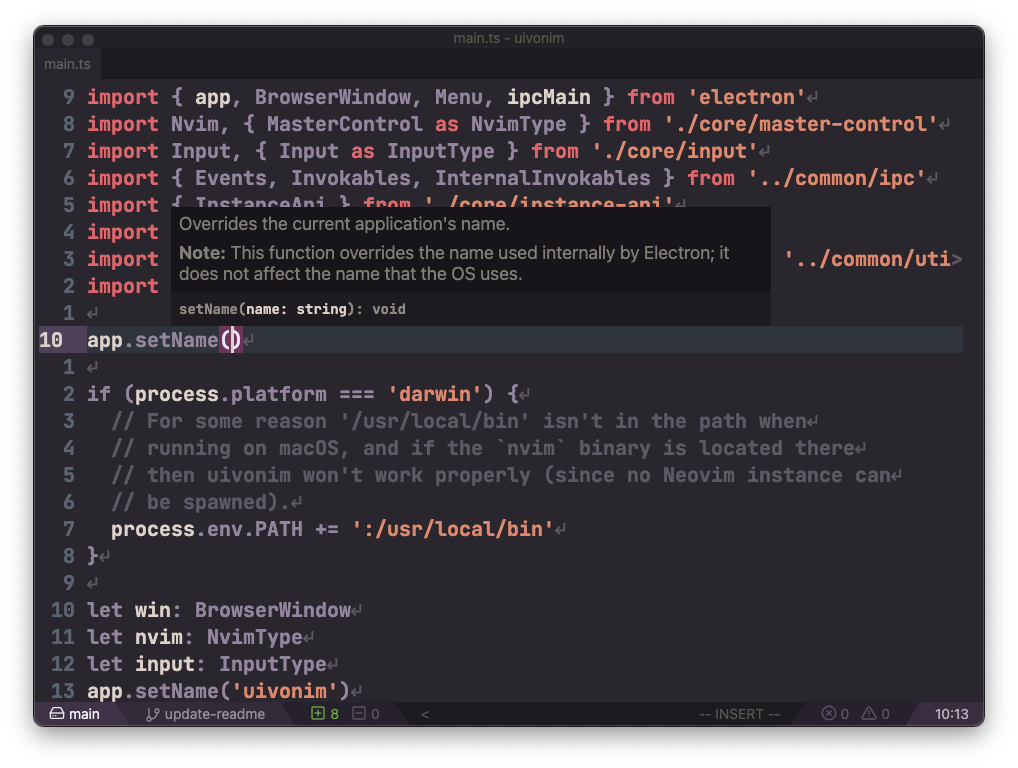 main.ts - uivonim
main.ts
9 import { app, BrowserWindow, Menu, ipcMain } from 'electron'↵
8 import Nvim, { MasterControl as NvimType } from './core/master-control'↵
7 import Input, { Input as InputType } from './core/input'↵
6 import { Events, Invokables, InternalInvokables } from '../common/ipc'↵
5 import { InstanceApi } from './core/instance-api'↵
4 import
3 import '../common/uti>
2 import
Overrides the current application's name.
Note: This function overrides the name used internally by Electron; it
does not affect the name that the OS uses.
setName(name: string): void
1 ↵
10 app.setName()↵
1 ↵
2 if (process.platform === 'darwin') {↵
3 // For some reason '/usr/local/bin' isn't in the path when↵
4 // running on macOS, and if the `nvim` binary is located there↵
5 // then uivonim won't work properly (since no Neovim instance can↵
6 // be spawned).↵
7 process.env.PATH += ':/usr/local/bin'↵
8 }↵
9 ↵
10 let win: BrowserWindow↵
11 let nvim: NvimType↵
12 let input: InputType↵
13 app.setName('uivonim')↵
main update-readme 8 0 < -- INSERT -- 0 0 10:13